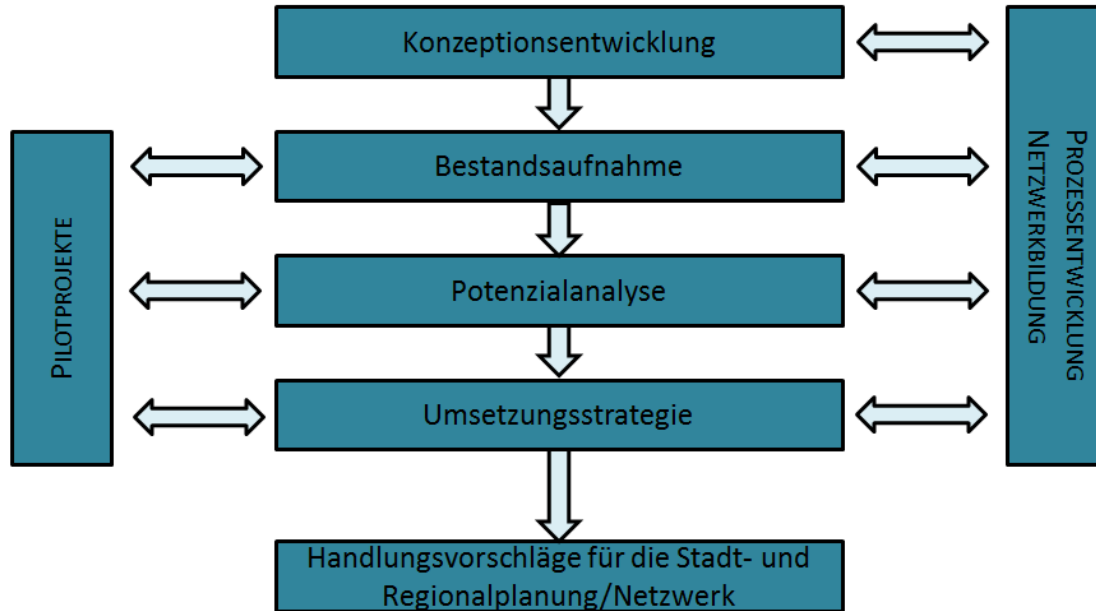 Konzeptionsentwicklung
Bestandsaufnahme
Potenzialanalyse
Umsetzungsstrategie
Handlungsvorschläge für die Stadt- und
Regionalplanung/Netzwerk
PILOTPROJEKTE
PROZESSENTWICKLUNG
NETZWERKBILDUNG